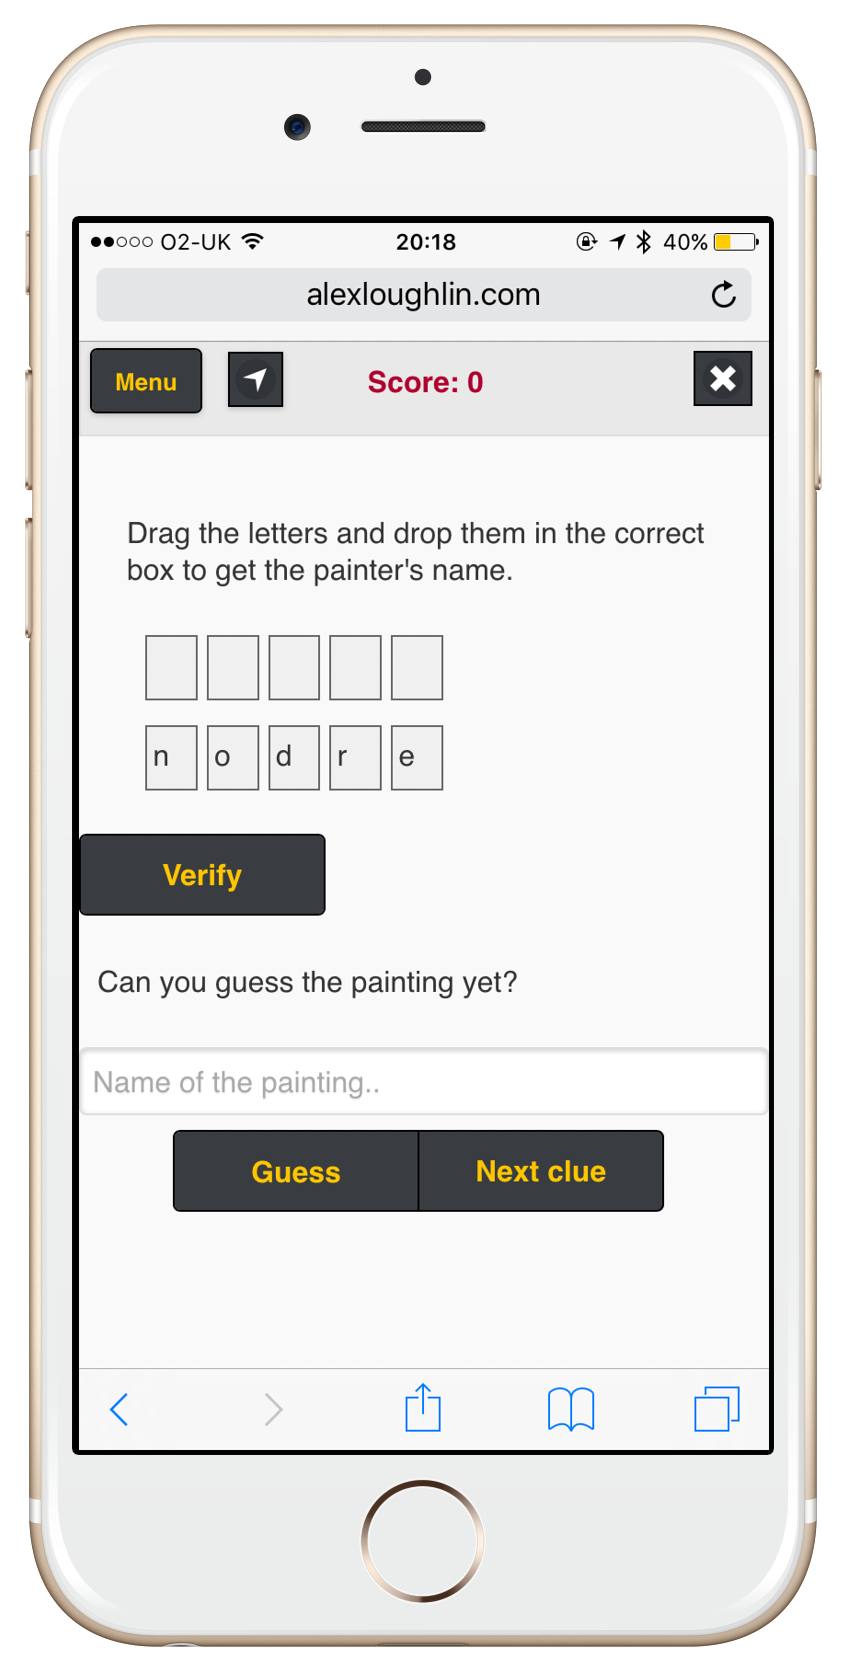 O2-UK 20:18 40%
alexloughlin.com
Menu Score: 0
Drag the letters and drop them in the correct
box to get the painter's name.
n o d r e
Verify
Can you guess the painting yet?
Name of the painting..
Guess Next clue